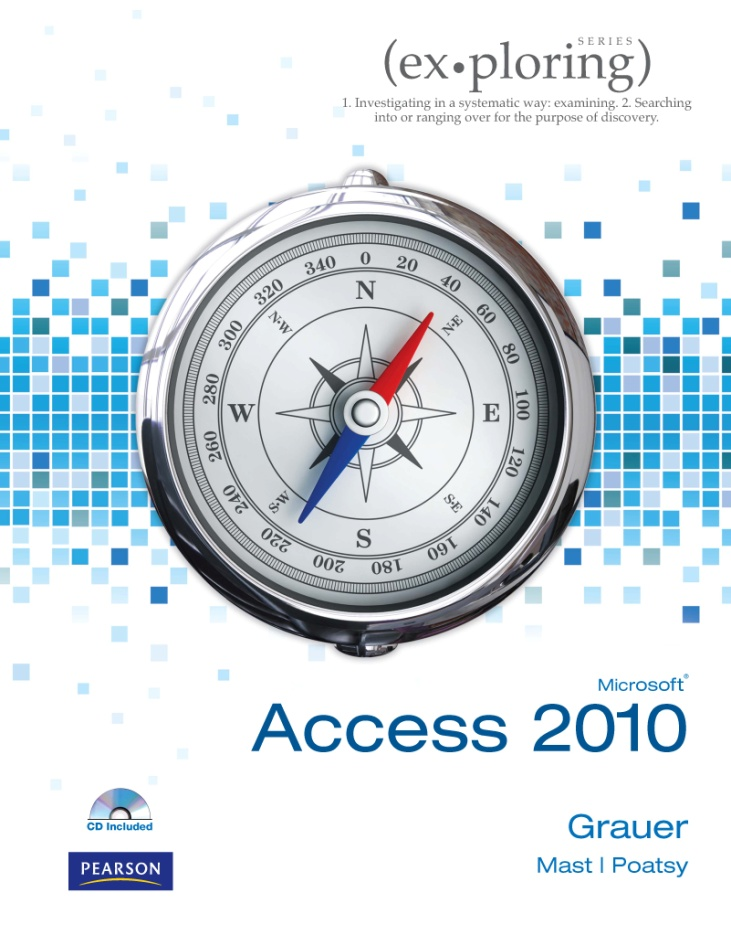 SERIES
(ex•ploring)
1. Investigating in a systematic way: examining. 2. Searching
into or ranging over for the purpose of discovery.
340 0 20
320 40
N
N·W N·E
300 60
80
280
W E
100
260
120
240
S·W S·E
140
220
S
160
200 180
Microsoft®
Access 2010
CD Included
Grauer
PEARSON
Mast | Poatsy